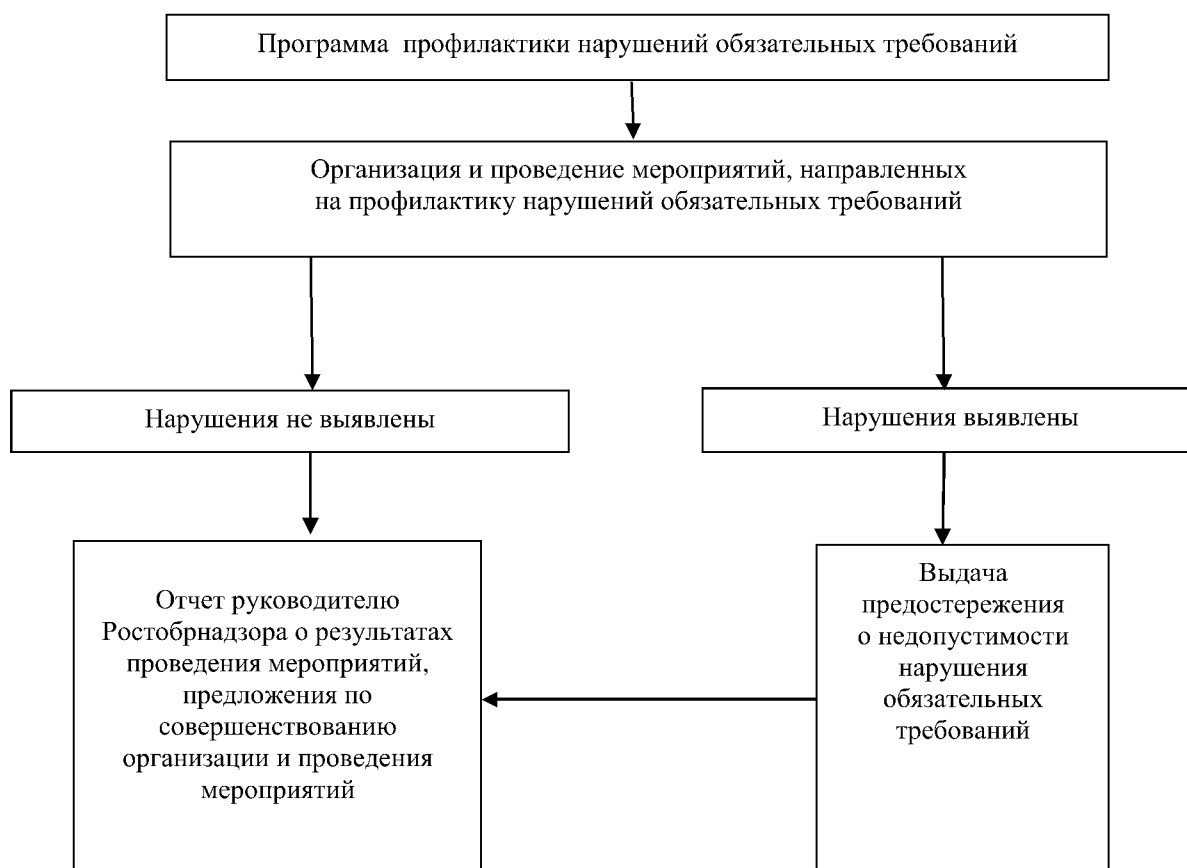 Программа профилактики нарушений обязательных требований
Организация и проведение мероприятий, направленных
на профилактику нарушений обязательных требований
Нарушения не выявлены
Нарушения выявлены
Отчет руководителю
Ростобрнадзора о результатах
проведения мероприятий,
предложения по
совершенствованию
организации и проведения
мероприятий
Выдача
предостережения
о недопустимости
нарушения
обязательных
требований